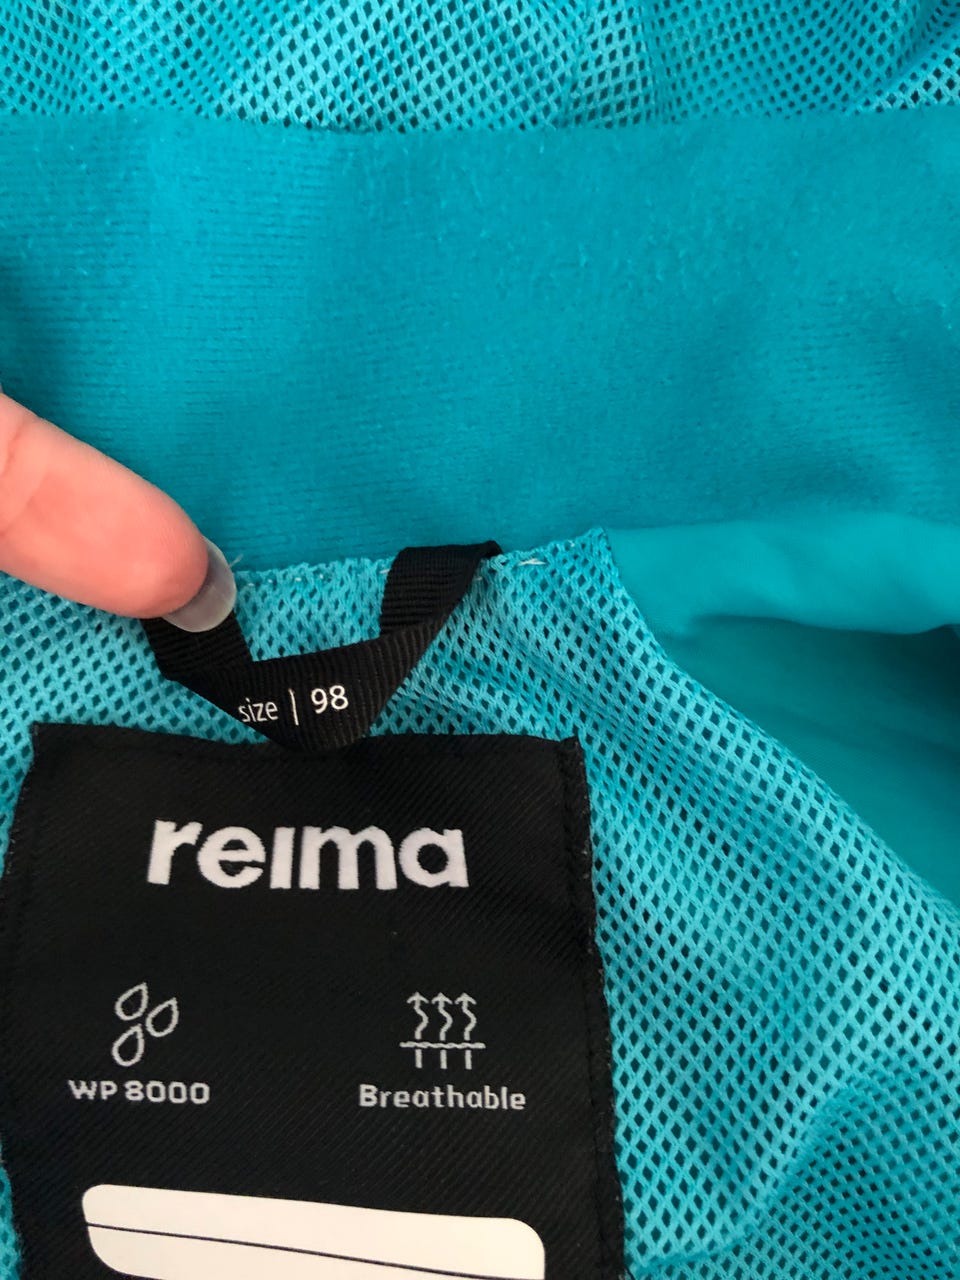 size | 98
reima
WP 8000
Breathable